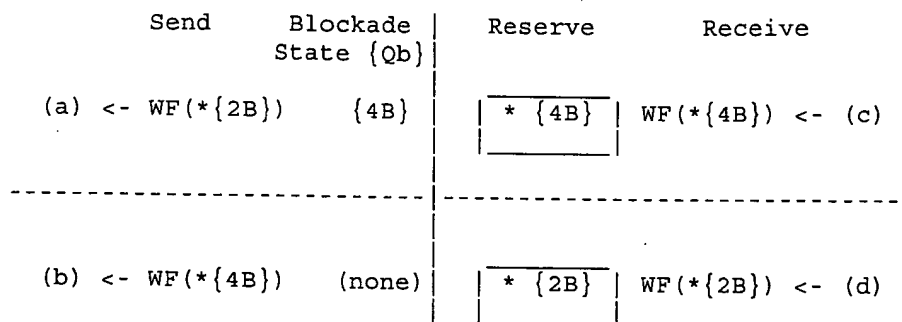 Send Blockade | Reserve Receive
State {Qb}|
(a) <- WF(*{2B}) {4B} | | * {4B} | WF(*{4B}) <- (c)
(b) <- WF(*{4B}) (none)| | * {2B} | WF(*{2B}) <- (d)